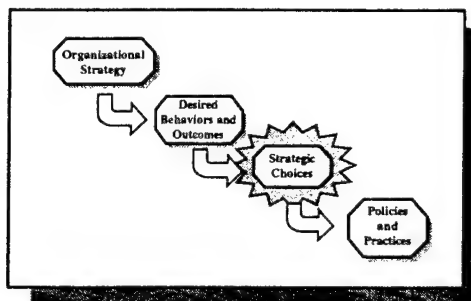 Organizational
Strategy
Desired
Behaviors and
Outcomes
Strategic
Choices
Policies
and
Practices